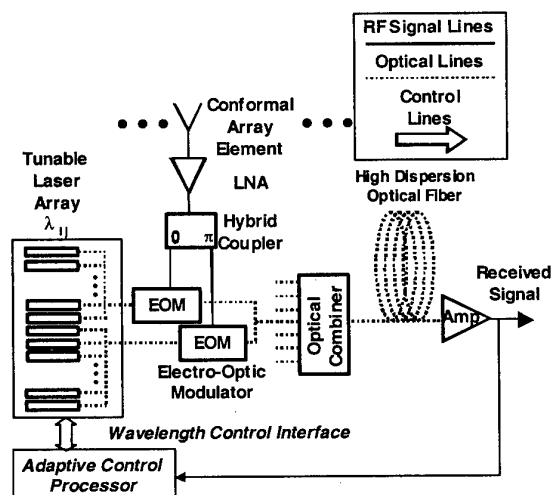 RF Signal Lines
Optical Lines
Control
Lines
Conformal
Array
Element
Tunable
Laser
Array
λ ij
LNA
High Dispersion
Optical Fiber
0 π
Hybrid
Coupler
Received
Signal
EOM
EOM
Optical
Combiner
Amp
Electro-Optic
Modulator
Wavelength Control Interface
Adaptive Control
Processor